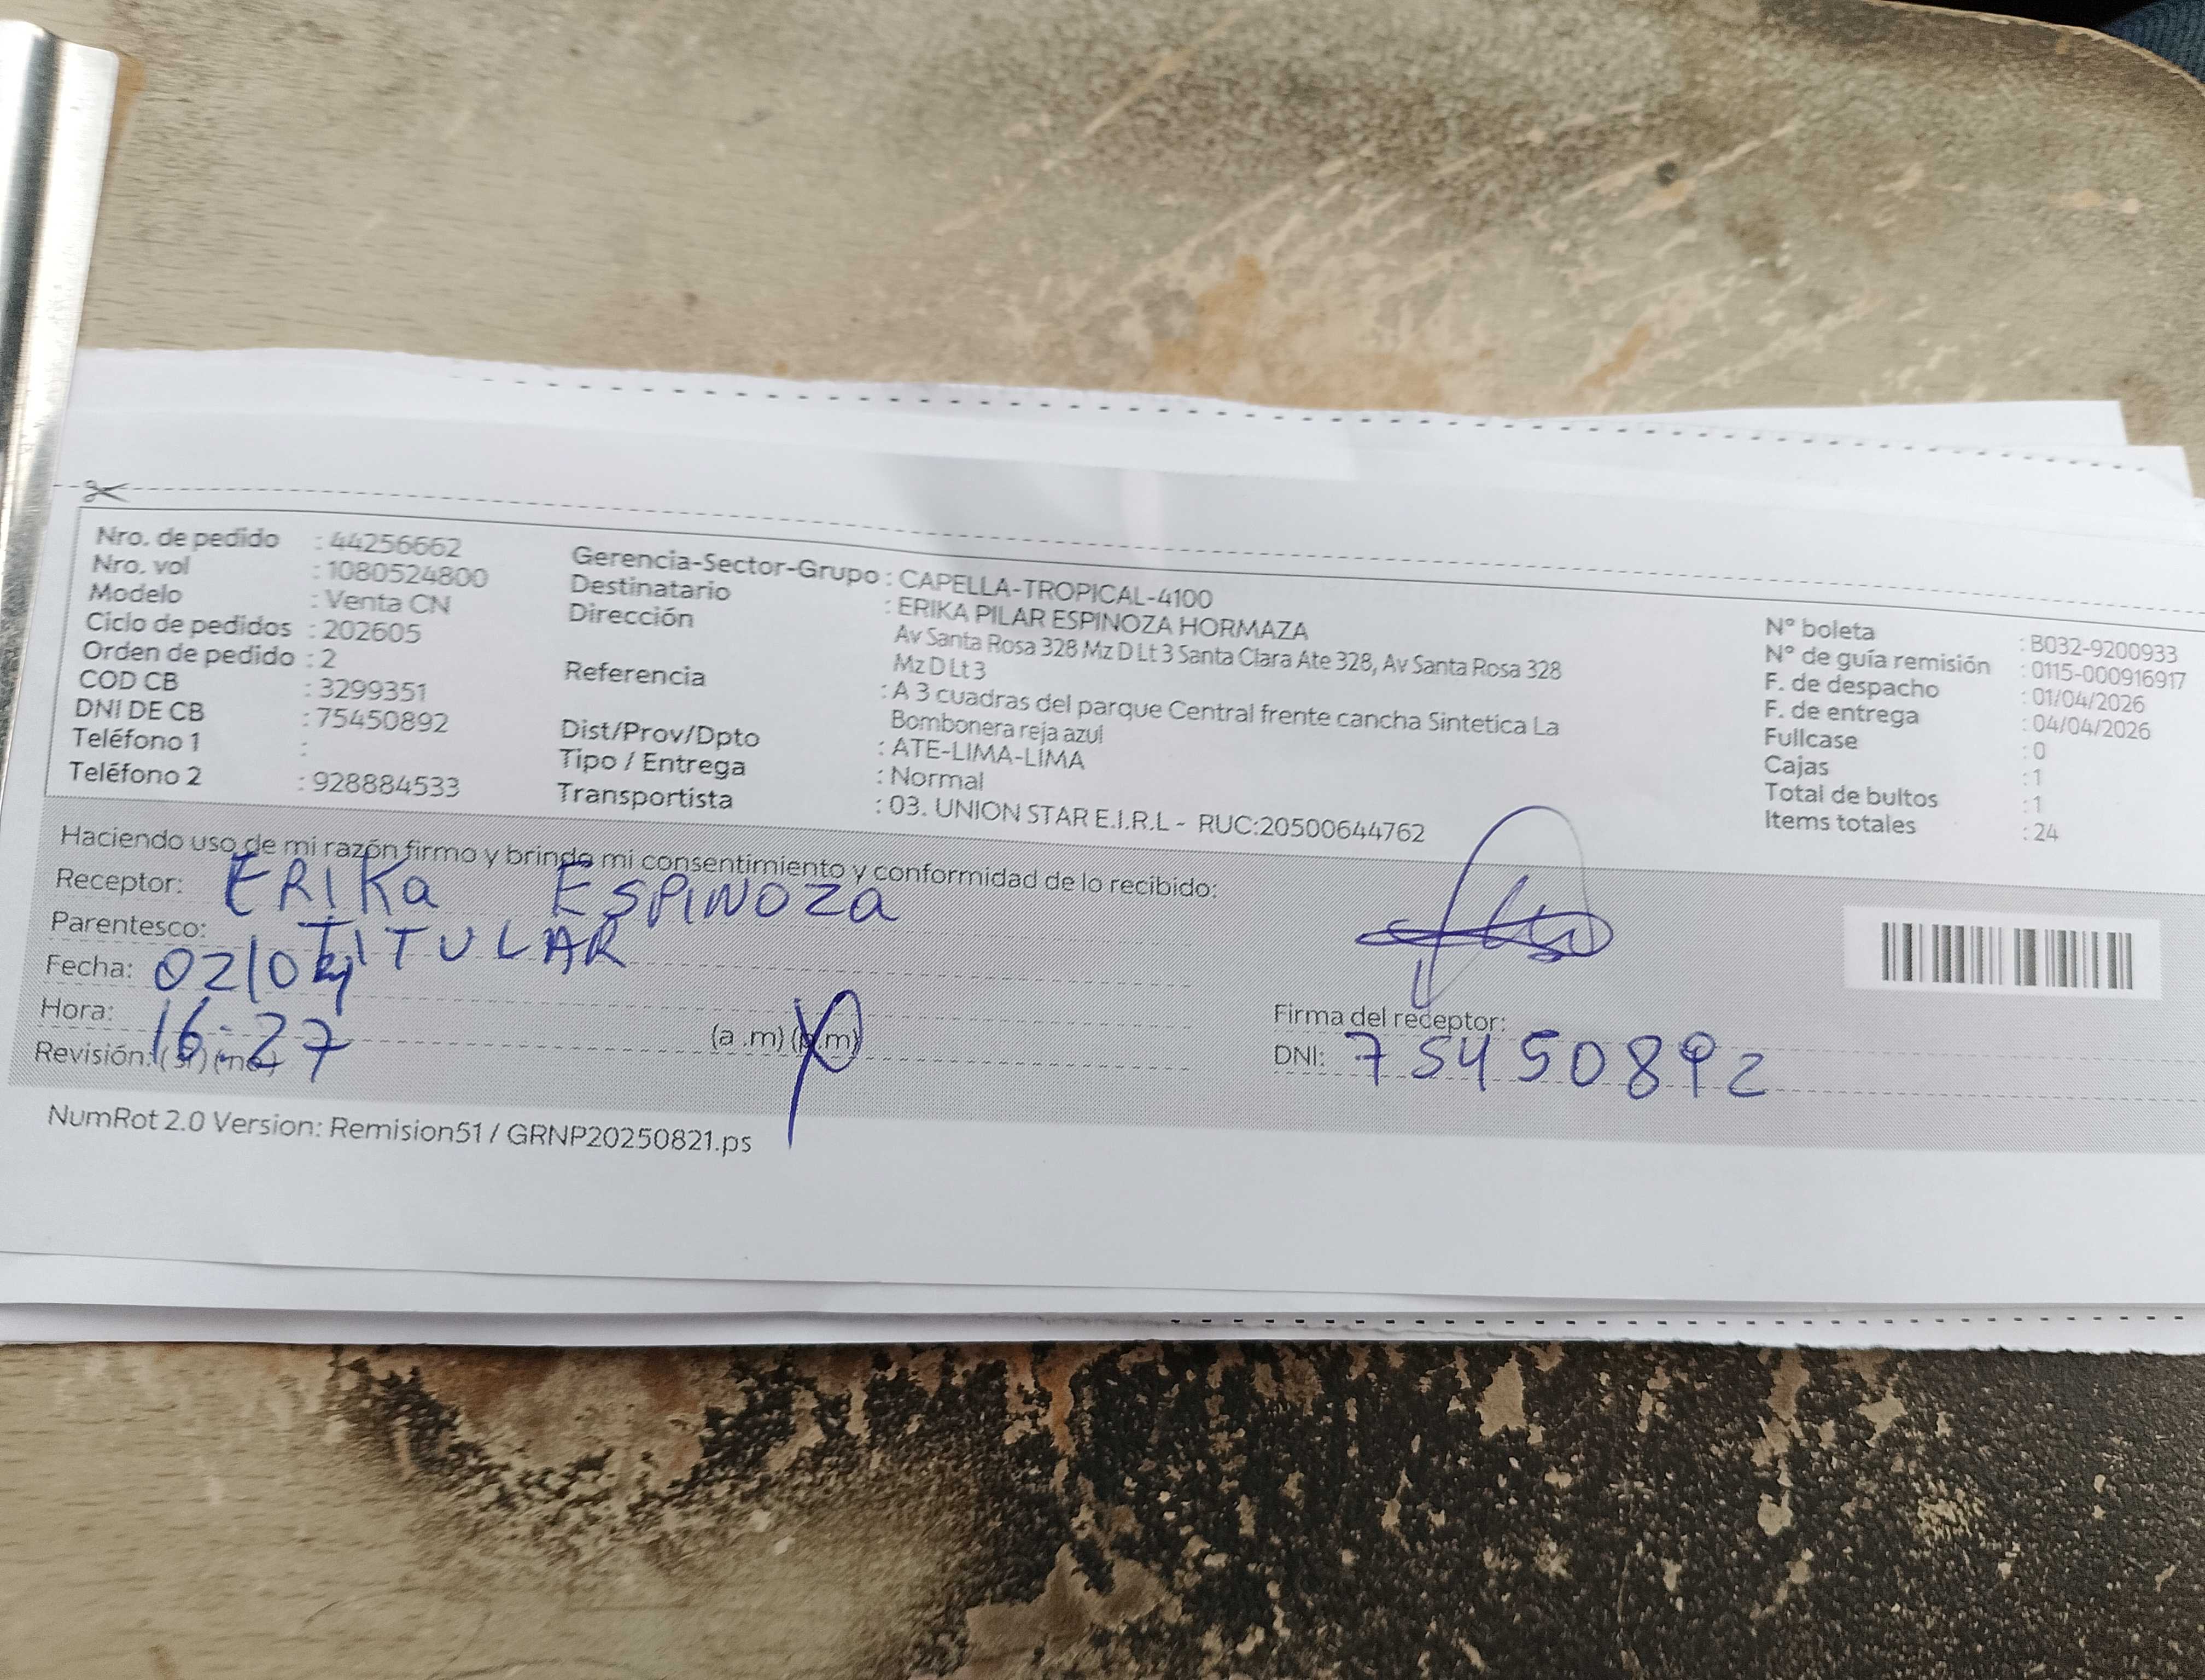 Nro. de pedido : 44256662
Nro. vol : 1080524800
Modelo : Venta CN
Ciclo de pedidos : 202605
Orden de pedido : 2
COD CB : 3299351
DNI DE CB : 75450892
Teléfono 1 :
Teléfono 2 : 928884533
Gerencia-Sector-Grupo : CAPELLA-TROPICAL-4100
Destinatario : ERIKA PILAR ESPINOZA HORMAZA
Dirección Av Santa Rosa 328 Mz D Lt 3 Santa Clara Ate 328, Av Santa Rosa 328
Mz D Lt 3
Referencia : A 3 cuadras del parque Central frente cancha Sintetica La
Bombonera reja azul
Dist/Prov/Dpto : ATE-LIMA-LIMA
Tipo / Entrega : Normal
Transportista : 03. UNION STAR E.I.R.L - RUC:20500644762
N° boleta : B032-9200933
N° de guía remisión : 0115-000916917
F. de despacho : 01/04/2026
F. de entrega : 04/04/2026
Fullcase : 0
Cajas : 1
Total de bultos : 1
Items totales : 24
Haciendo uso de mi razón firmo y brindo mi consentimiento y conformidad de lo recibido:
Receptor: ERIKa ESPINOZa
Parentesco: TITULAR
Fecha: 02/04
Hora: 16:27 (a .m) (p.m)
Revisión: (si) (no)
Firma del receptor:
DNI: 75450892
NumRot 2.0 Version: Remision51 / GRNP20250821.ps